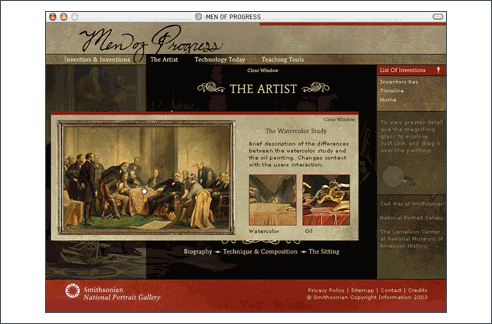 -MEN OF PROGRESS
Men of Progress
Inventors & Inventions The Artist Technology Today Teaching Tools
Close Window
THE ARTIST
List Of Inventions
Inventors Key
Timeline
Home
Close Window
The Watercolor Study
Brief description of the differences
between the watercolor study and
the oil painting. Changes context
with the users interaction.
Watercolor Oil
To view greater detail
use the magnifing
glass to explore.
Just click and drag it
over the painting.
Civil War at Smithsonian
National Portrait Gallery
The Lemelson Center
at National Museum of
American History
Biography Technique & Composition The Sitting
Smithsonian
National Portrait Gallery
Privacy Policy | Sitemap | Contact | Credits
© Smithsonian Copyright Information 2003